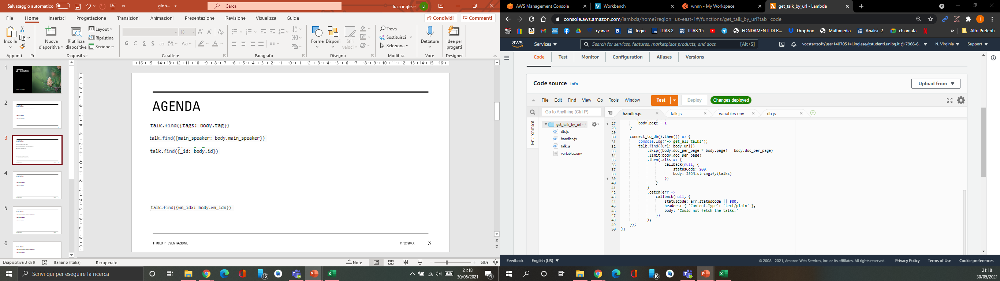 Salvataggio automatico
glob...
Cerca
luca inglese
LI
File
Home
Inserisci
Progettazione
Transizioni
Animazioni
Presentazione
Revisione
Visualizza
Guida
Condividi
Commenti
Incolla
Nuova diapositiva
Riutilizza diapositive
Layout
Ripristina
Sezione
18
G C S S ab AV Aa
Forme
Disponi
Stili veloci
Trova
Sostituisci
Seleziona
Dettatura
Idee per progetti
Appunti
Diapositive
Carattere
Paragrafo
Disegno
Modifica
Voce
Designer
1
2
3
4
5
6
AGENDA
talk.find({tags: body.tag})
talk.find({main_speaker: body.main_speaker})
talk.find({_id: body.id})
talk.find({wn_idx: body.wn_idx})
TITOLO PRESENTAZIONE
11/02/20XX
3
Diapositiva 3 di 9
Italiano (Italia)
Recuperato
Note
68%
Scrivi qui per eseguire la ricerca
16
21:18
30/05/2021
4
AWS Management Console
Workbench
wnnn - My Workspace
get_talk_by_url - Lambda
console.aws.amazon.com/lambda/home?region=us-east-1#/functions/get_talk_by_url?tab=code
ryanair
B.
login
ILIAS 2
ILIAS 15
FONDAMENTI DI R...
Dropbox
Multimedia
Analisi 2
chiamata
»
Altri Preferiti
aws
Services
Search for services, features, marketplace products, and docs
[Alt+S]
vocstartsoft/user1407051=l.inglese@studenti.unibg.it @ 7966-6...
N. Virginia
Support
Code
Test
Monitor
Configuration
Aliases
Versions
Code source
Info
Upload from
File
Edit
Find
View
Go
Tools
Window
Test
Deploy
Changes deployed
Go to Anything (Ctrl-P)
handler.js
talk.js
variables.env
db.js
Environment
get_talk_by_url
db.js
handler.js
talk.js
variables.env
27 body.page = 1
28 }
29
30 connect_to_db().then(() => {
31 console.log('=> get_all talks');
32 talk.find({url: body.url})
33 .skip((body.doc_per_page * body.page) - body.doc_per_page)
34 .limit(body.doc_per_page)
35 .then(talks => {
36 callback(null, {
37 statusCode: 200,
38 body: JSON.stringify(talks)
39 })
40 }
41 )
42 .catch(err =>
43 callback(null, {
44 statusCode: err.statusCode || 500,
45 headers: { 'Content-Type': 'text/plain' },
46 body: 'Could not fetch the talks.'
47 })
48 );
49 });
50 };
Feedback
English (US)
© 2008 - 2021, Amazon Web Services, Inc. or its affiliates. All rights reserved.
Privacy Policy
Terms of Use
Cookie preferences
16
21:18
30/05/2021